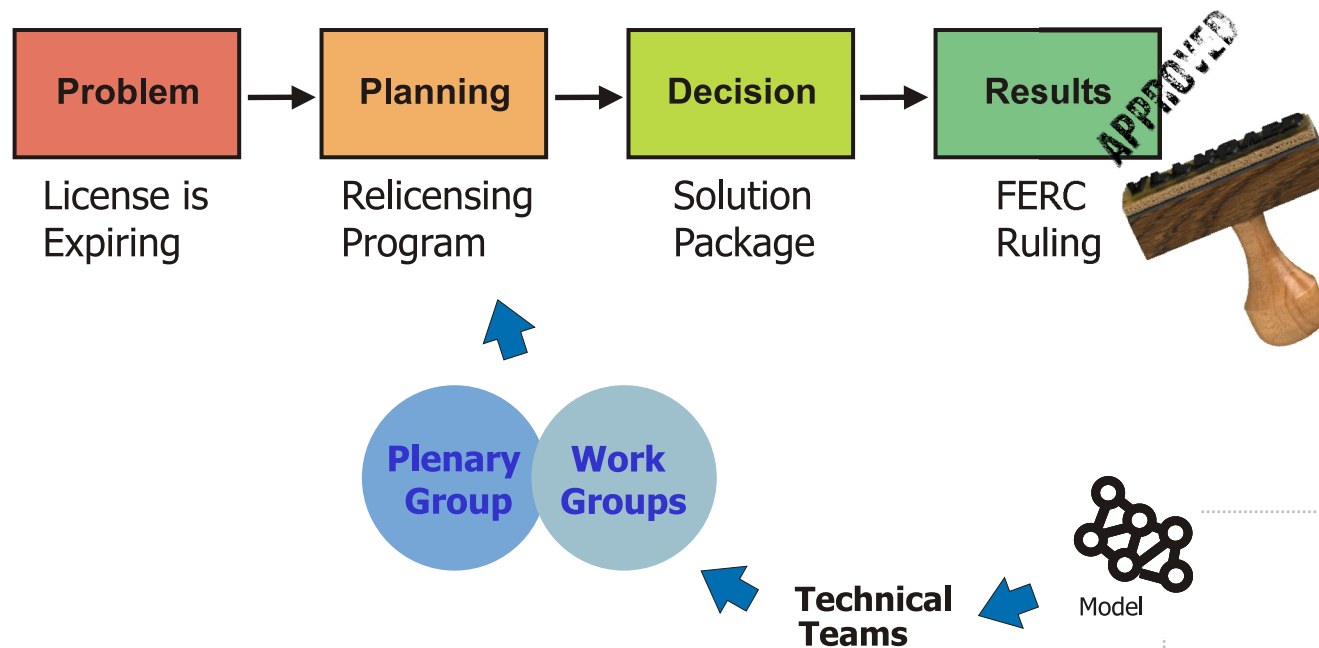 Problem
Planning
Decision
Results
APPROVED
License is
Expiring
Relicensing
Program
Solution
Package
FERC
Ruling
Plenary
Group
Work
Groups
Technical
Teams
Model